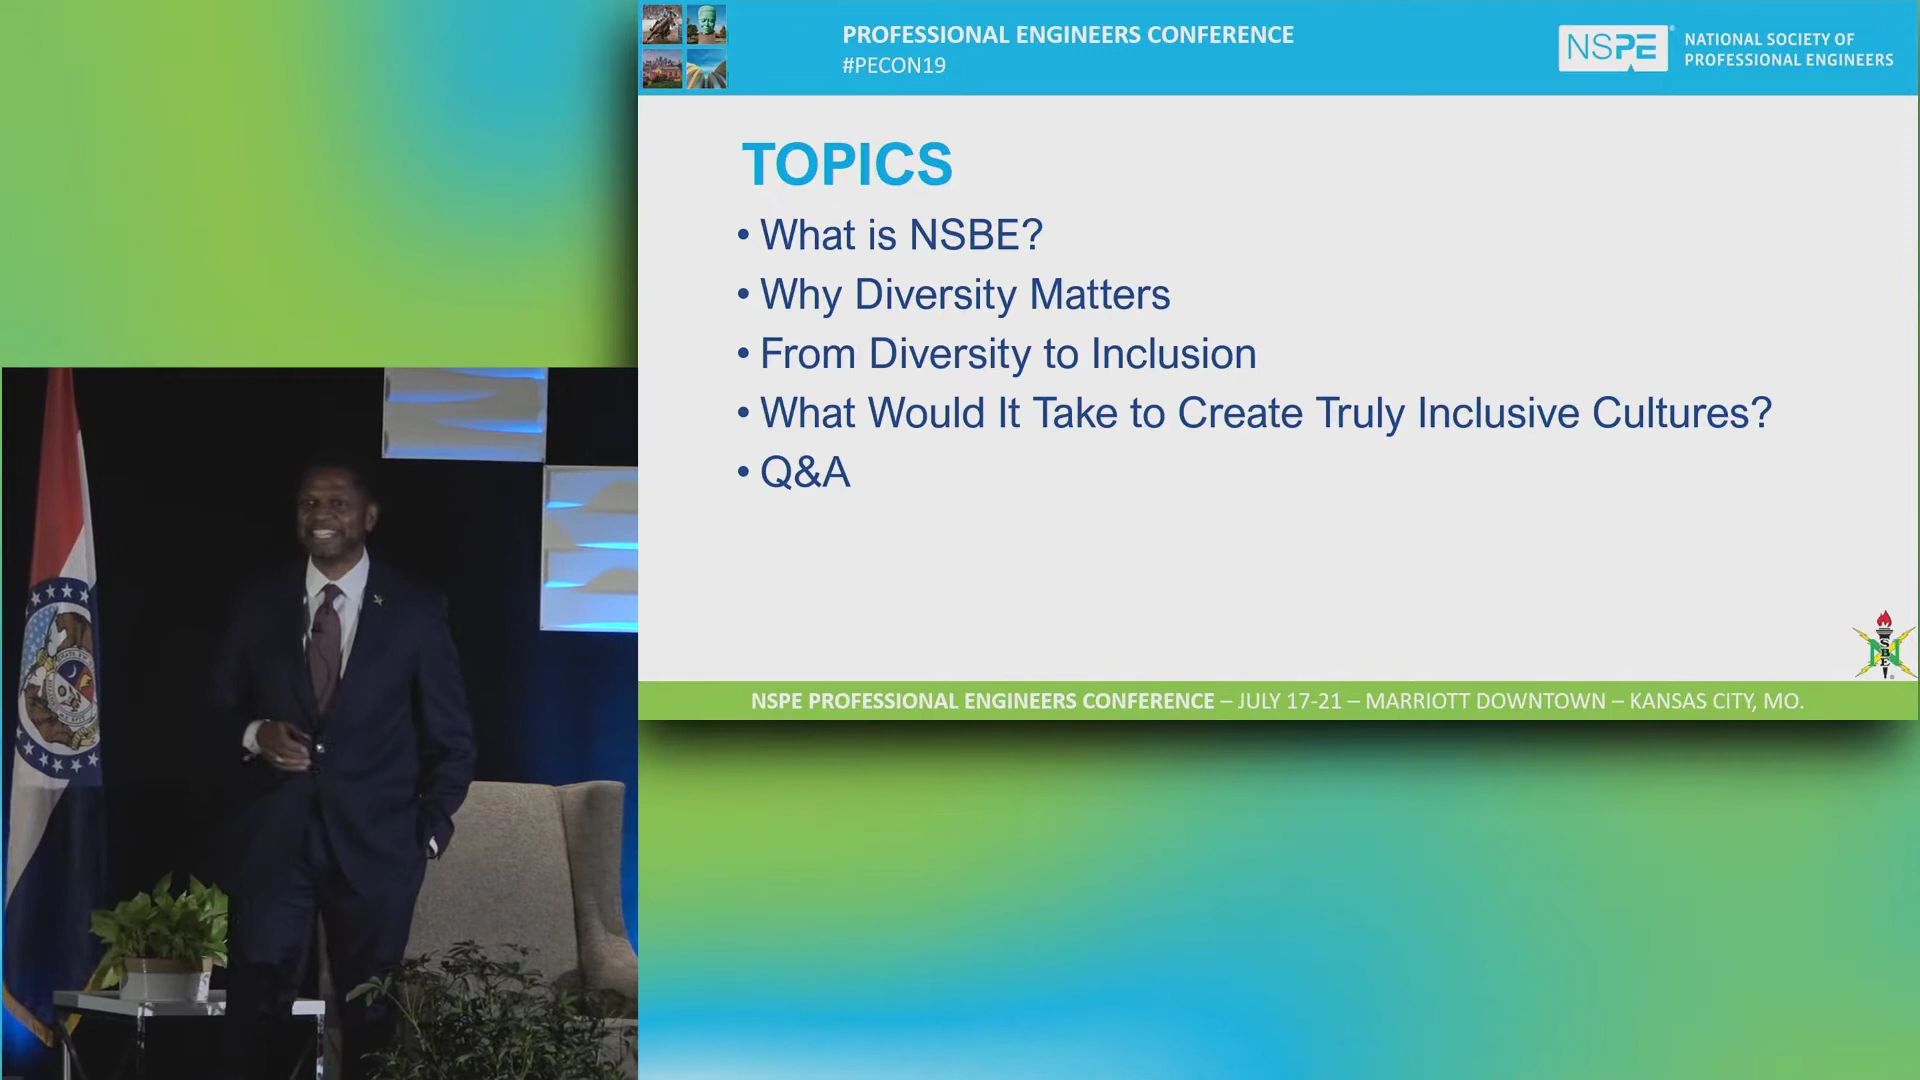 PROFESSIONAL ENGINEERS CONFERENCE
#PECON19
NSPE
NATIONAL SOCIETY OF
PROFESSIONAL ENGINEERS
TOPICS
• What is NSBE?
• Why Diversity Matters
• From Diversity to Inclusion
• What Would It Take to Create Truly Inclusive Cultures?
• Q&A
NSBE
NSPE PROFESSIONAL ENGINEERS CONFERENCE – JULY 17-21 – MARRIOTT DOWNTOWN – KANSAS CITY, MO.